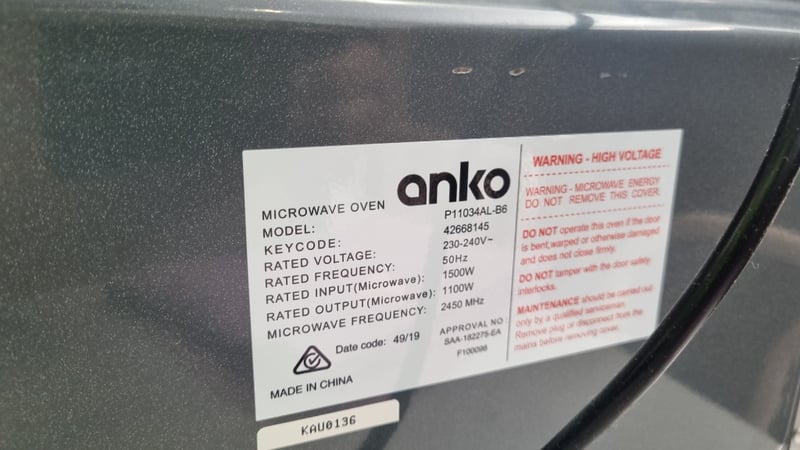 anko
MICROWAVE OVEN
MODEL: P11034AL-B6
KEYCODE: 42668145
RATED VOLTAGE: 230-240V~
RATED FREQUENCY: 50Hz
RATED INPUT(Microwave): 1500W
RATED OUTPUT(Microwave): 1100W
MICROWAVE FREQUENCY: 2450 MHz
Date code: 49/19
APPROVAL NO
SAA-182275-EA
F100098
MADE IN CHINA
KAU0136
WARNING - HIGH VOLTAGE
WARNING - MICROWAVE ENERGY
DO NOT REMOVE THIS COVER.
DO NOT operate this oven if the door
is bent,warped or otherwise damaged
and does not close firmly.
DO NOT tamper with the door safety
interlocks.
MAINTENANCE should be carried out
only by a qualified serviceman.
Remove plug or disconnect from the
mains before removing cover.